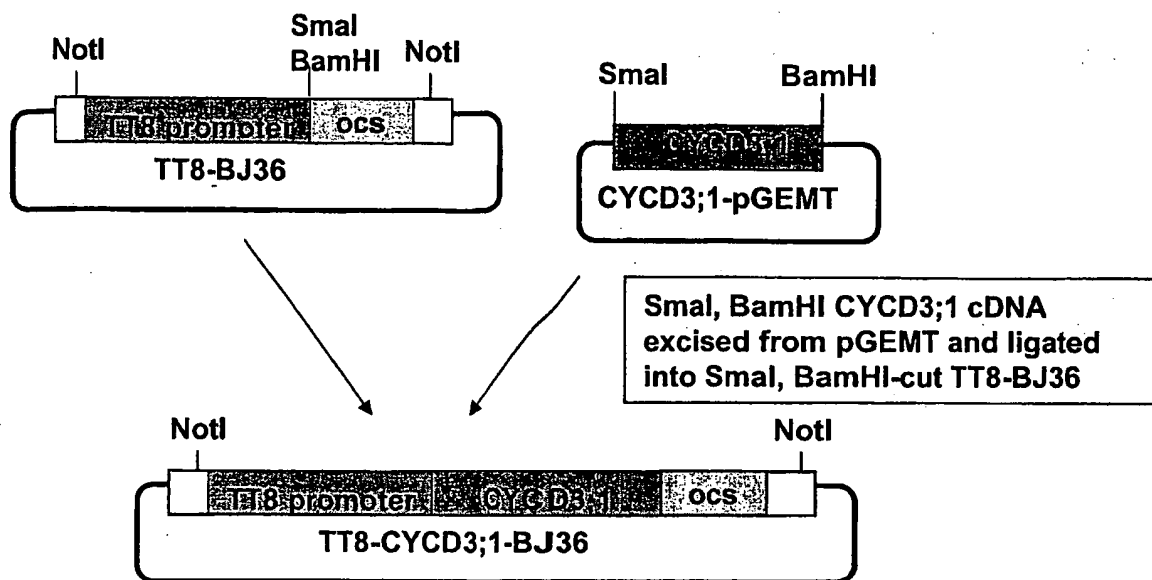 SmaI
NotI BamHI NotI
TT8 promoter ocs
TT8-BJ36
SmaI BamHI
CYCD3;1
CYCD3;1-pGEMT
SmaI, BamHI CYCD3;1 cDNA
excised from pGEMT and ligated
into SmaI, BamHI-cut TT8-BJ36
NotI NotI
TT8 promoter CYCD3;1 ocs
TT8-CYCD3;1-BJ36